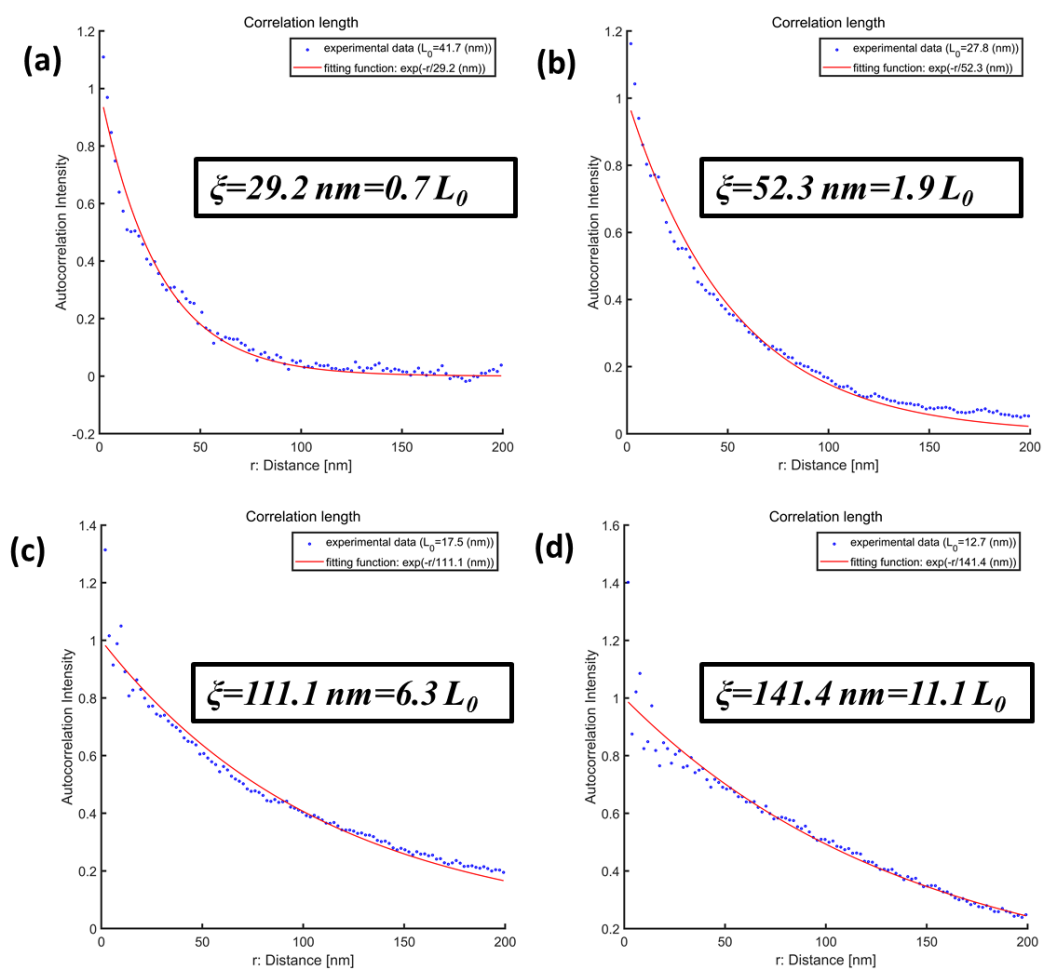 (a)
Correlation length
experimental data (L0=41.7 (nm))
fitting function: exp(-r/29.2 (nm))
ξ=29.2 nm=0.7 L0
Autocorrelation Intensity
1.2
1
0.8
0.6
0.4
0.2
0
-0.2
0 50 100 150 200
r: Distance [nm]
(b)
Correlation length
experimental data (L0=27.8 (nm))
fitting function: exp(-r/52.3 (nm))
ξ=52.3 nm=1.9 L0
Autocorrelation Intensity
1.2
1
0.8
0.6
0.4
0.2
0
0 50 100 150 200
r: Distance [nm]
(c)
Correlation length
experimental data (L0=17.5 (nm))
fitting function: exp(-r/111.1 (nm))
ξ=111.1 nm=6.3 L0
Autocorrelation Intensity
1.4
1.2
1
0.8
0.6
0.4
0.2
0
0 50 100 150 200
r: Distance [nm]
(d)
Correlation length
experimental data (L0=12.7 (nm))
fitting function: exp(-r/141.4 (nm))
ξ=141.4 nm=11.1 L0
Autocorrelation Intensity
1.6
1.4
1.2
1.0
0.8
0.6
0.4
0.2
0 50 100 150 200
r: Distance [nm]